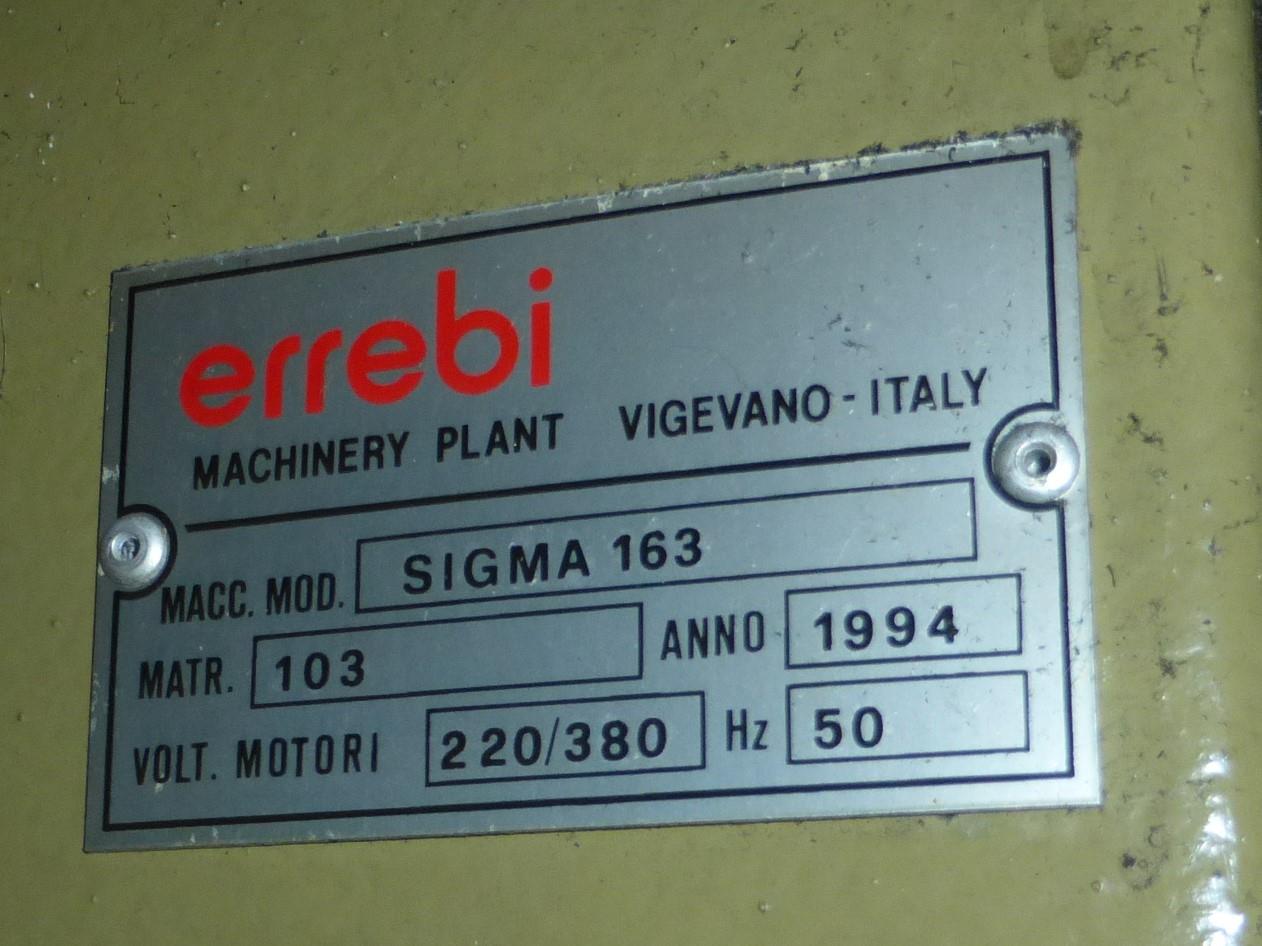 errebi
MACHINERY PLANT VIGEVANO - ITALY
MACC. MOD. SIGMA 163
MATR. 103 ANNO 1994
VOLT. MOTORI 220/380 Hz 50